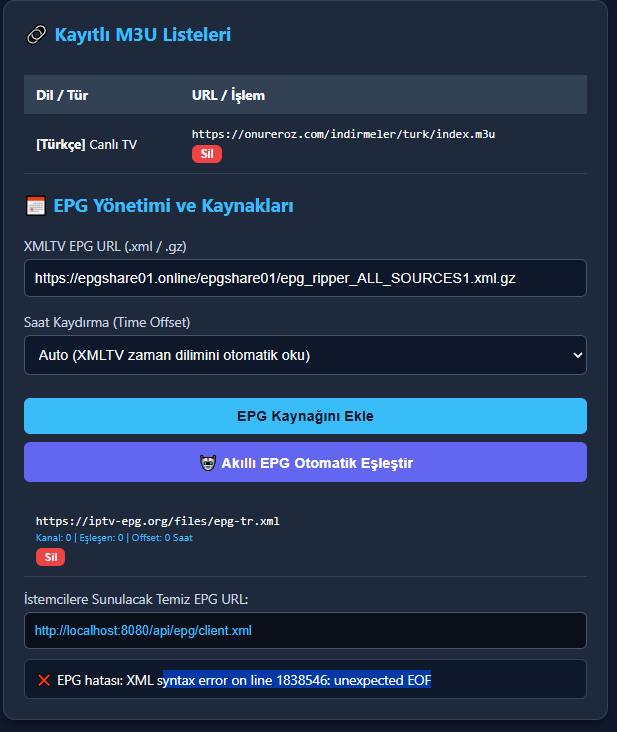 Kayıtlı M3U Listeleri
Dil / Tür URL / İşlem
[Türkçe] Canlı TV https://onureroz.com/indirmeler/turk/index.m3u
Sil
EPG Yönetimi ve Kaynakları
XMLTV EPG URL (.xml / .gz)
https://epgshare01.online/epgshare01/epg_ripper_ALL_SOURCES1.xml.gz
Saat Kaydırma (Time Offset)
Auto (XMLTV zaman dilimini otomatik oku)
EPG Kaynağını Ekle
Akıllı EPG Otomatik Eşleştir
https://iptv-epg.org/files/epg-tr.xml
Kanal: 0 | Eşleşen: 0 | Offset: 0 Saat
Sil
İstemcilere Sunulacak Temiz EPG URL:
http://localhost:8080/api/epg/client.xml
❌ EPG hatası: XML syntax error on line 1838546: unexpected EOF